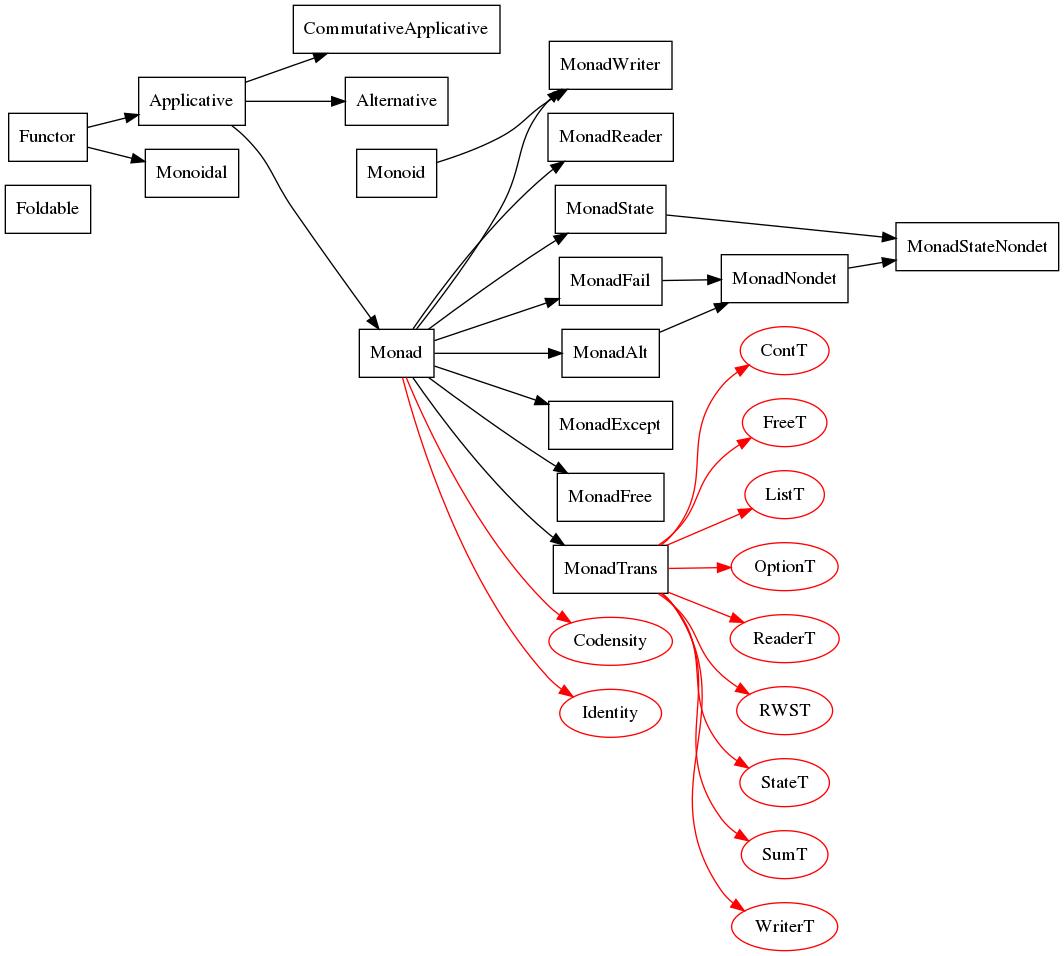 CommutativeApplicative
MonadWriter
Applicative
Alternative
Functor
MonadReader
Monoidal
Monoid
Foldable
MonadState
MonadStateNondet
MonadFail
MonadNondet
Monad
MonadAlt
ContT
MonadExcept
FreeT
MonadFree
ListT
MonadTrans
OptionT
Codensity
ReaderT
Identity
RWST
StateT
SumT
WriterT